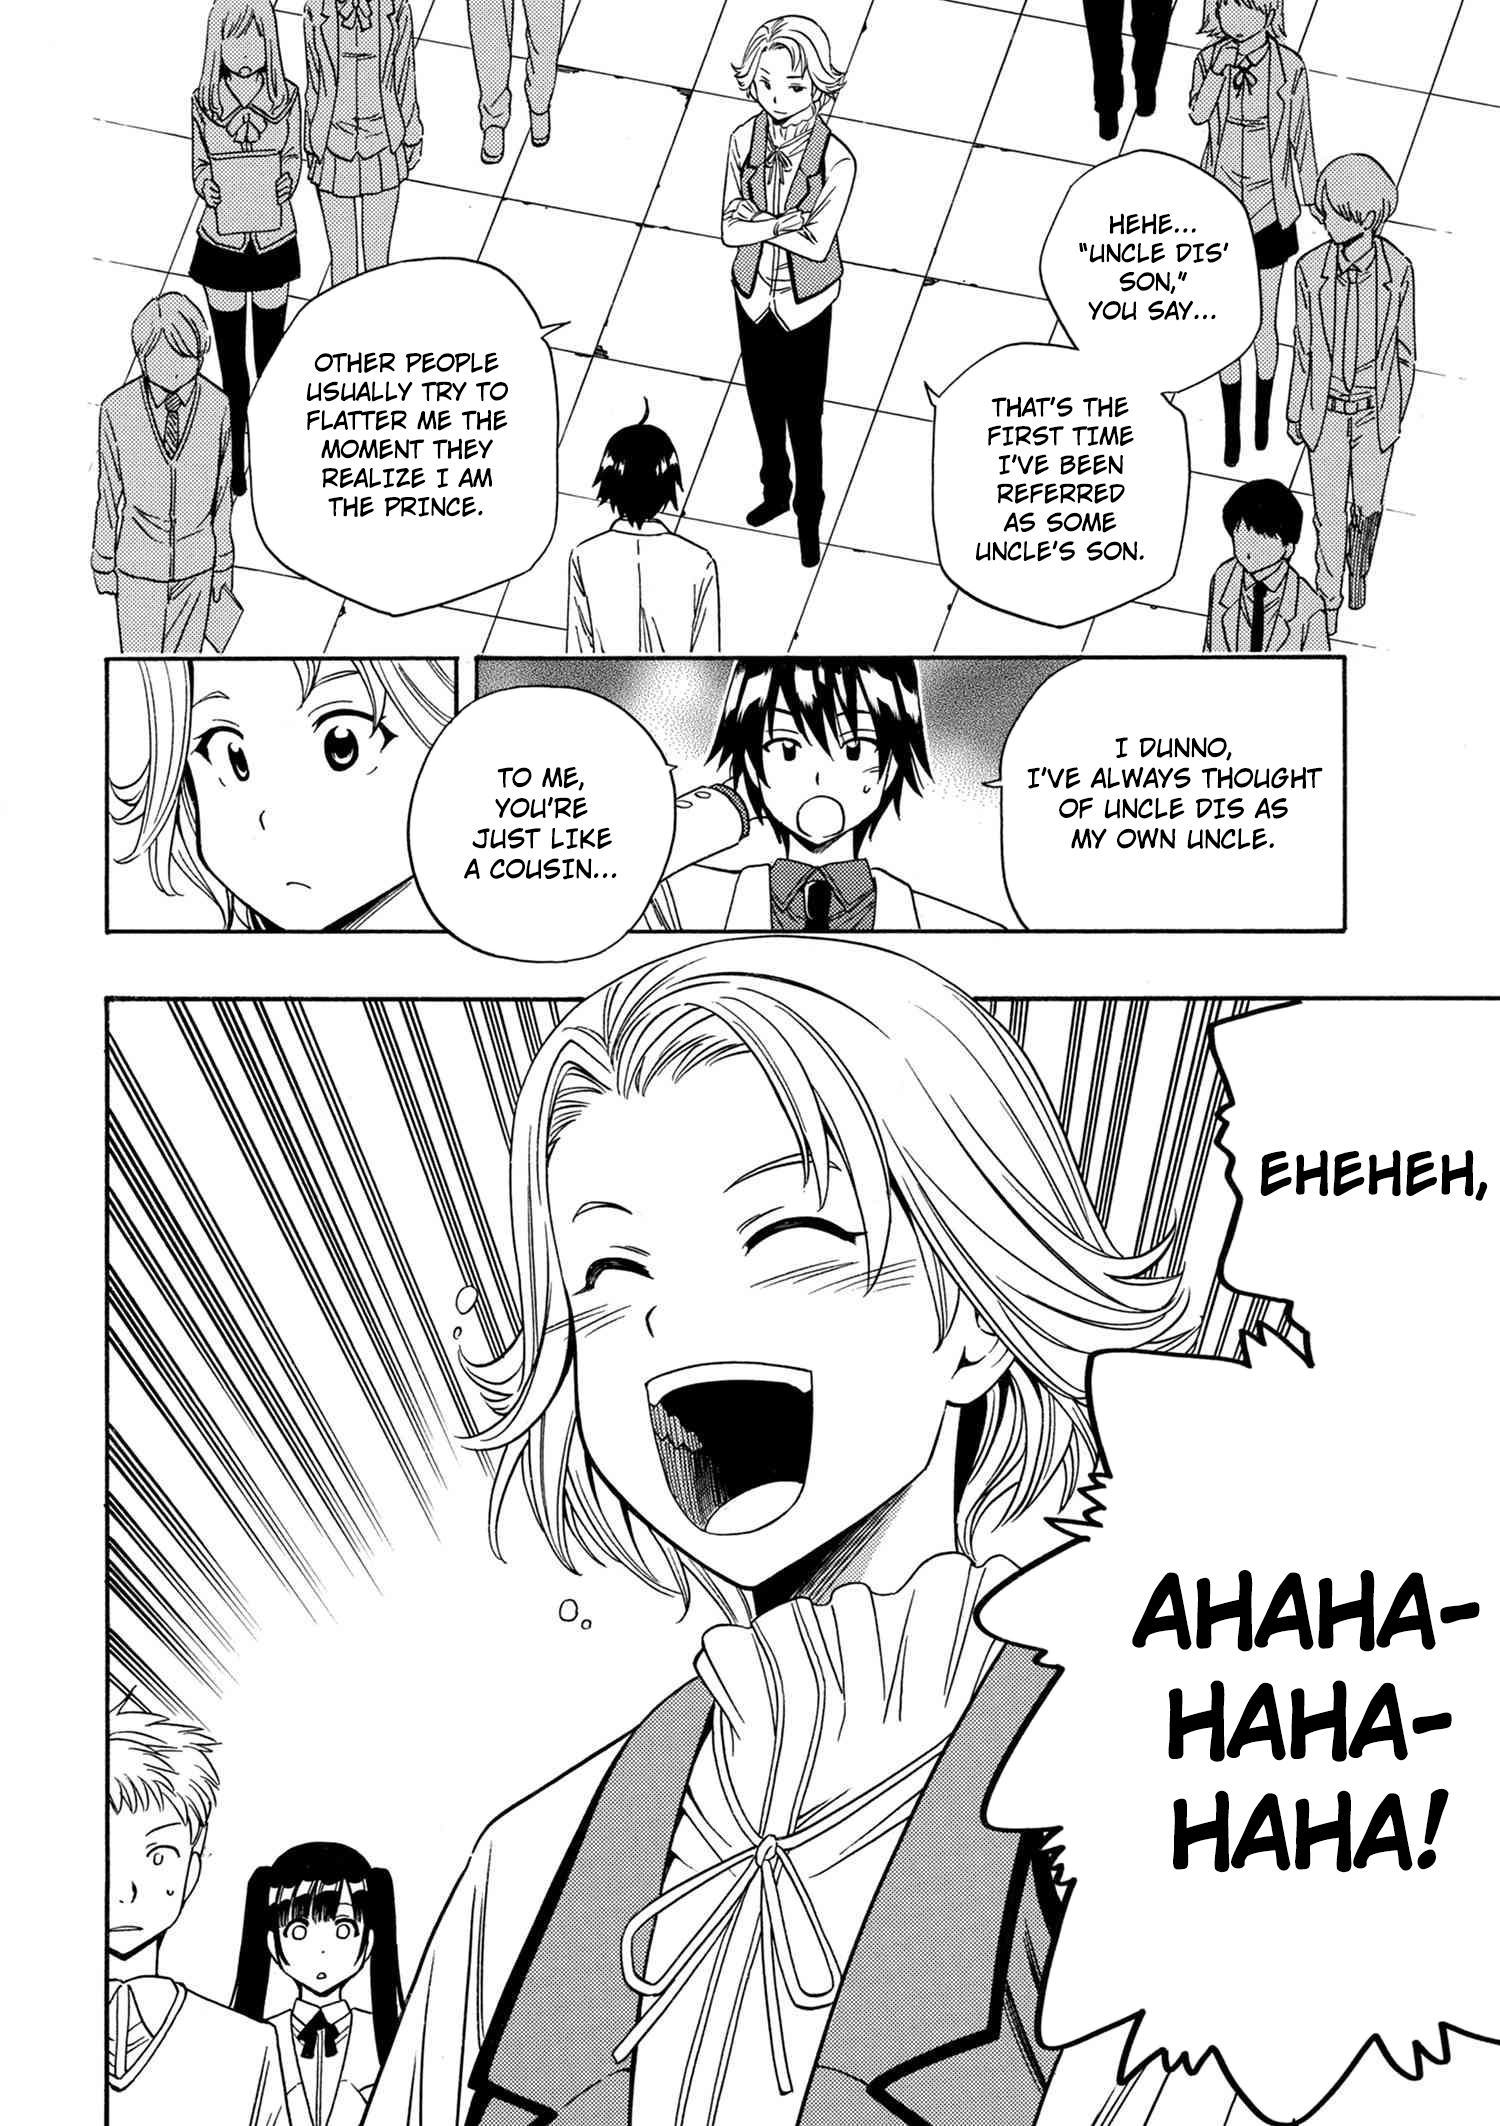 HEHE...
"UNCLE DIS'
SON,"
YOU SAY...
THAT'S THE
FIRST TIME
I'VE BEEN
REFERRED
AS SOME
UNCLE'S SON.
OTHER PEOPLE
USUALLY TRY TO
FLATTER ME THE
MOMENT THEY
REALIZE I AM
THE PRINCE.
I DUNNO,
I'VE ALWAYS THOUGHT
OF UNCLE DIS AS
MY OWN UNCLE.
TO ME,
YOU'RE
JUST LIKE
A COUSIN...
EHEHEH,
AHAHA-
HAHA-
HAHA!